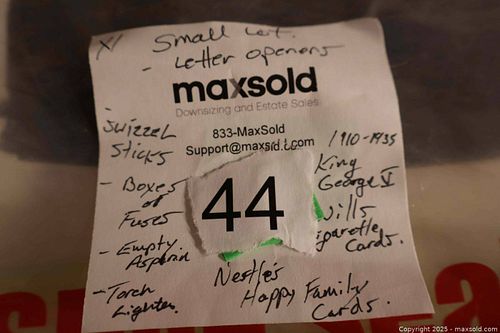 X1 Small Lot.
- Letter openers
maxsold
Downsizing and Estate Sales
833-MaxSold
Support@maxsold.com
- Swizzel
Sticks
- Boxes
of
Fuses
- Empty
Asparin
- Torch
Lighter.
44
1910-1935
King
George V
Wills
Cigarette
Cards.
Nestle's
Happy Family
Cards.
Copyright 2025 - maxsold.com